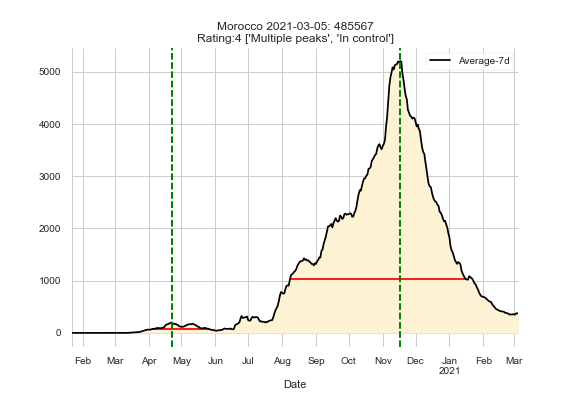 Morocco 2021-03-05: 485567
Rating:4 ['Multiple peaks', 'In control']
Average-7d
5000
4000
3000
2000
1000
0
Feb Mar Apr May Jun Jul Aug Sep Oct Nov Dec Jan Feb Mar
2021
Date